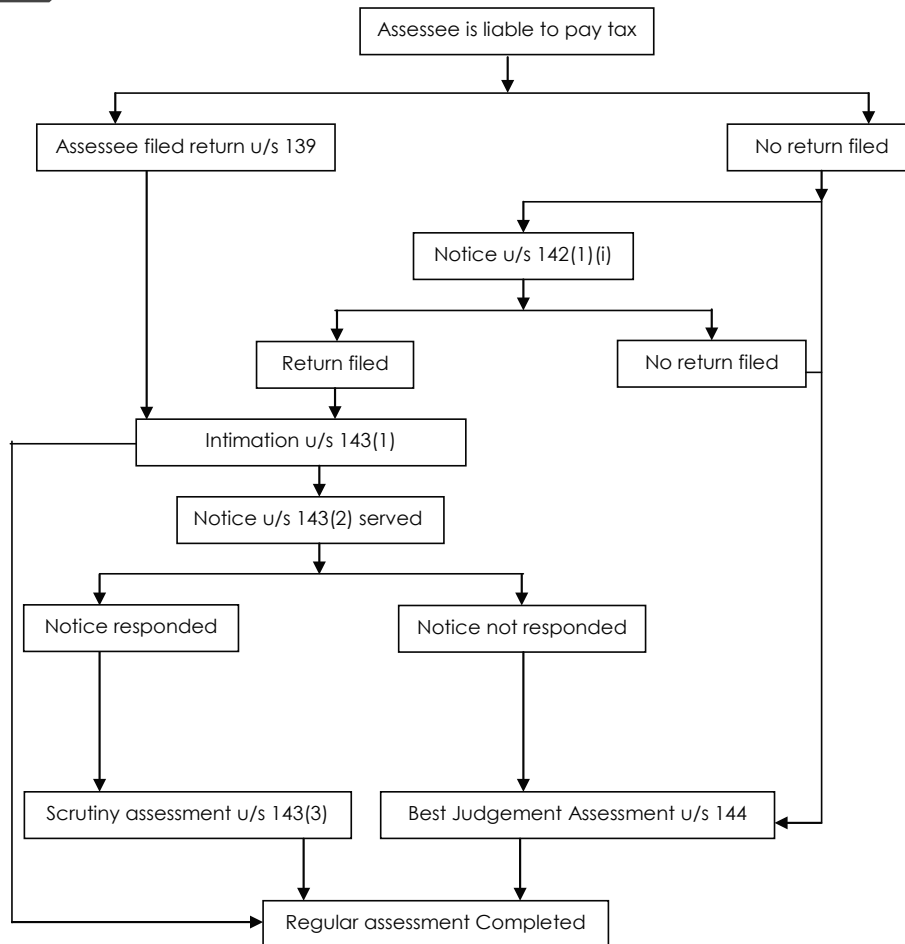 Assessee is liable to pay tax
Assessee filed return u/s 139
No return filed
Notice u/s 142(1)(i)
Return filed
No return filed
Intimation u/s 143(1)
Notice u/s 143(2) served
Notice responded
Notice not responded
Scrutiny assessment u/s 143(3)
Best Judgement Assessment u/s 144
Regular assessment Completed